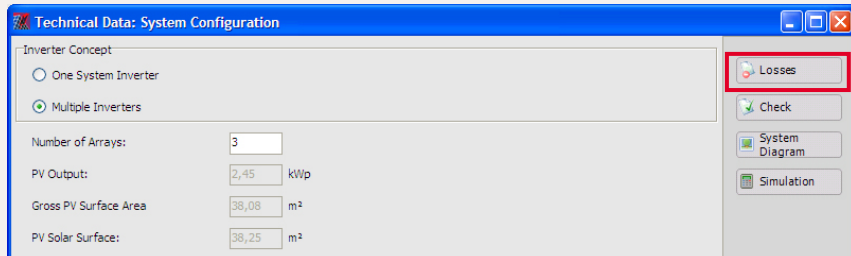 Technical Data: System Configuration
Inverter Concept
One System Inverter
Multiple Inverters
Number of Arrays: 3
PV Output: 2,45 kWp
Gross PV Surface Area 38,08 m²
PV Solar Surface: 38,25 m²
Losses
Check
System
Diagram
Simulation